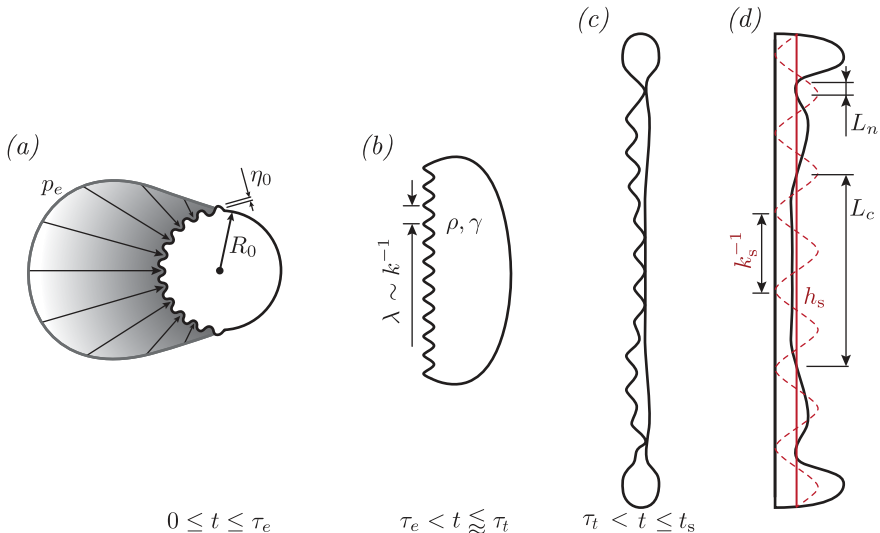 (a)
p_e
η_0
R_0
0 ≤ t ≤ τ_e
(b)
λ ∼ k^{-1}
ρ, γ
τ_e < t ⪅ τ_t
(c)
τ_t < t ≤ t_s
(d)
L_n
L_c
k_s^{-1}
h_s